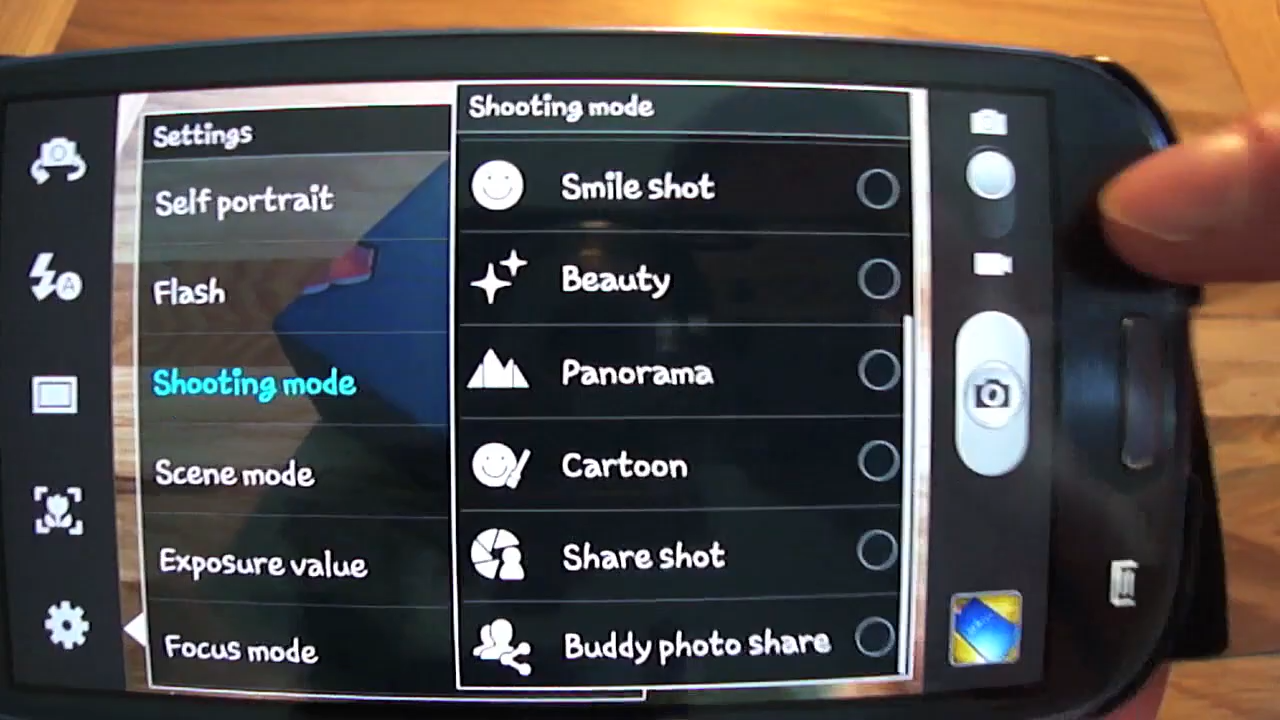 Settings
Self portrait
Flash
Shooting mode
Scene mode
Exposure value
Focus mode
Shooting mode
Smile shot
Beauty
Panorama
Cartoon
Share shot
Buddy photo share